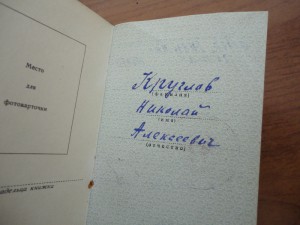 Место
для
фотокарточки
Круглов
(фамилия)
Николай
(имя)
Алексеевич
(отчество)